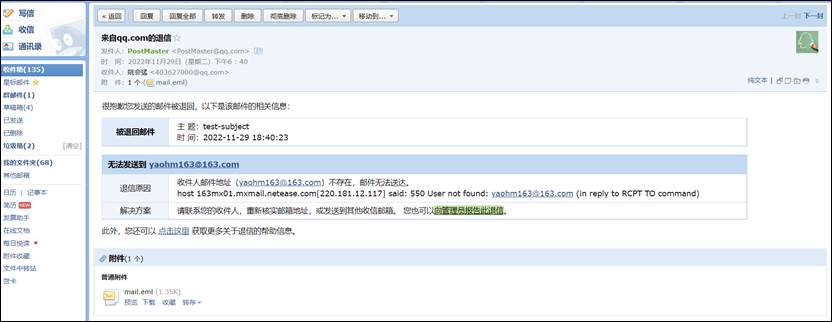 写信
收信
通讯录
收件箱(135)
星标邮件
群邮件(1)
草稿箱(4)
已发送
已删除
垃圾箱(2) [清空]
我的文件夹(68)
其他邮箱
日历 | 记事本
简历 NEW
发票助手
在线文档
每日悦读
附件收藏
文件中转站
贺卡
« 返回 回复 回复全部 转发 删除 彻底删除 标记为... 移动到... 上一封 下一封
来自qq.com的退信
发件人：PostMaster <PostMaster@qq.com>
时 间：2022年11月29日 (星期二) 下午6：40
收件人：姚会猛 <403627000@qq.com>
附 件：1 个 ( mail.eml)
纯文本 |
很抱歉您发送的邮件被退回，以下是该邮件的相关信息：
被退回邮件
主 题：test-subject
时 间：2022-11-29 18:40:23
无法发送到 yaohm163@163.com
退信原因
收件人邮件地址（yaohm163@163.com）不存在，邮件无法送达。
host 163mx01.mxmail.netease.com[220.181.12.117] said: 550 User not found: yaohm163@163.com (in reply to RCPT TO command)
解决方案
请联系您的收件人，重新核实邮箱地址，或发送到其他收信邮箱。 您也可以向管理员报告此退信。
此外，您还可以 点击这里 获取更多关于退信的帮助信息。
附件(1 个)
普通附件
mail.eml (1.35K)
预览 下载 收藏 转存